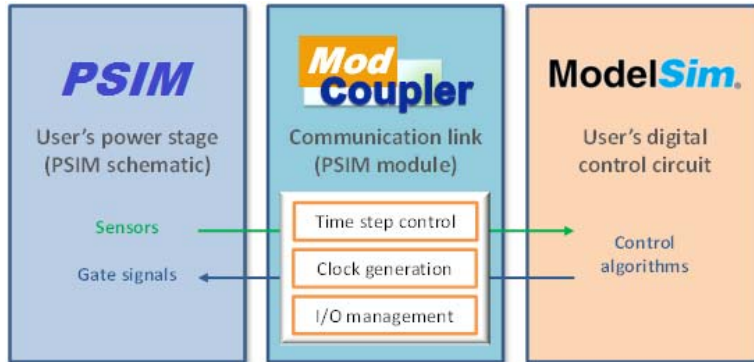 PSIM
User's power stage
(PSIM schematic)
Sensors
Gate signals
Mod
Coupler
Communication link
(PSIM module)
Time step control
Clock generation
I/O management
ModelSim®
User's digital
control circuit
Control
algorithms